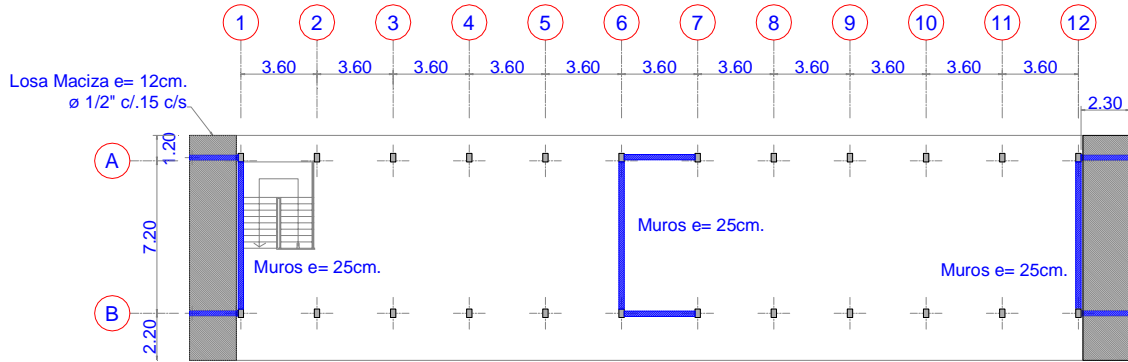 1 2 3 4 5 6 7 8 9 10 11 12
3.60 3.60 3.60 3.60 3.60 3.60 3.60 3.60 3.60 3.60 3.60
Losa Maciza e= 12cm.
ø 1/2" c/.15 c/s
2.30
1.20
A
7.20
Muros e= 25cm.
Muros e= 25cm.
Muros e= 25cm.
B
2.20